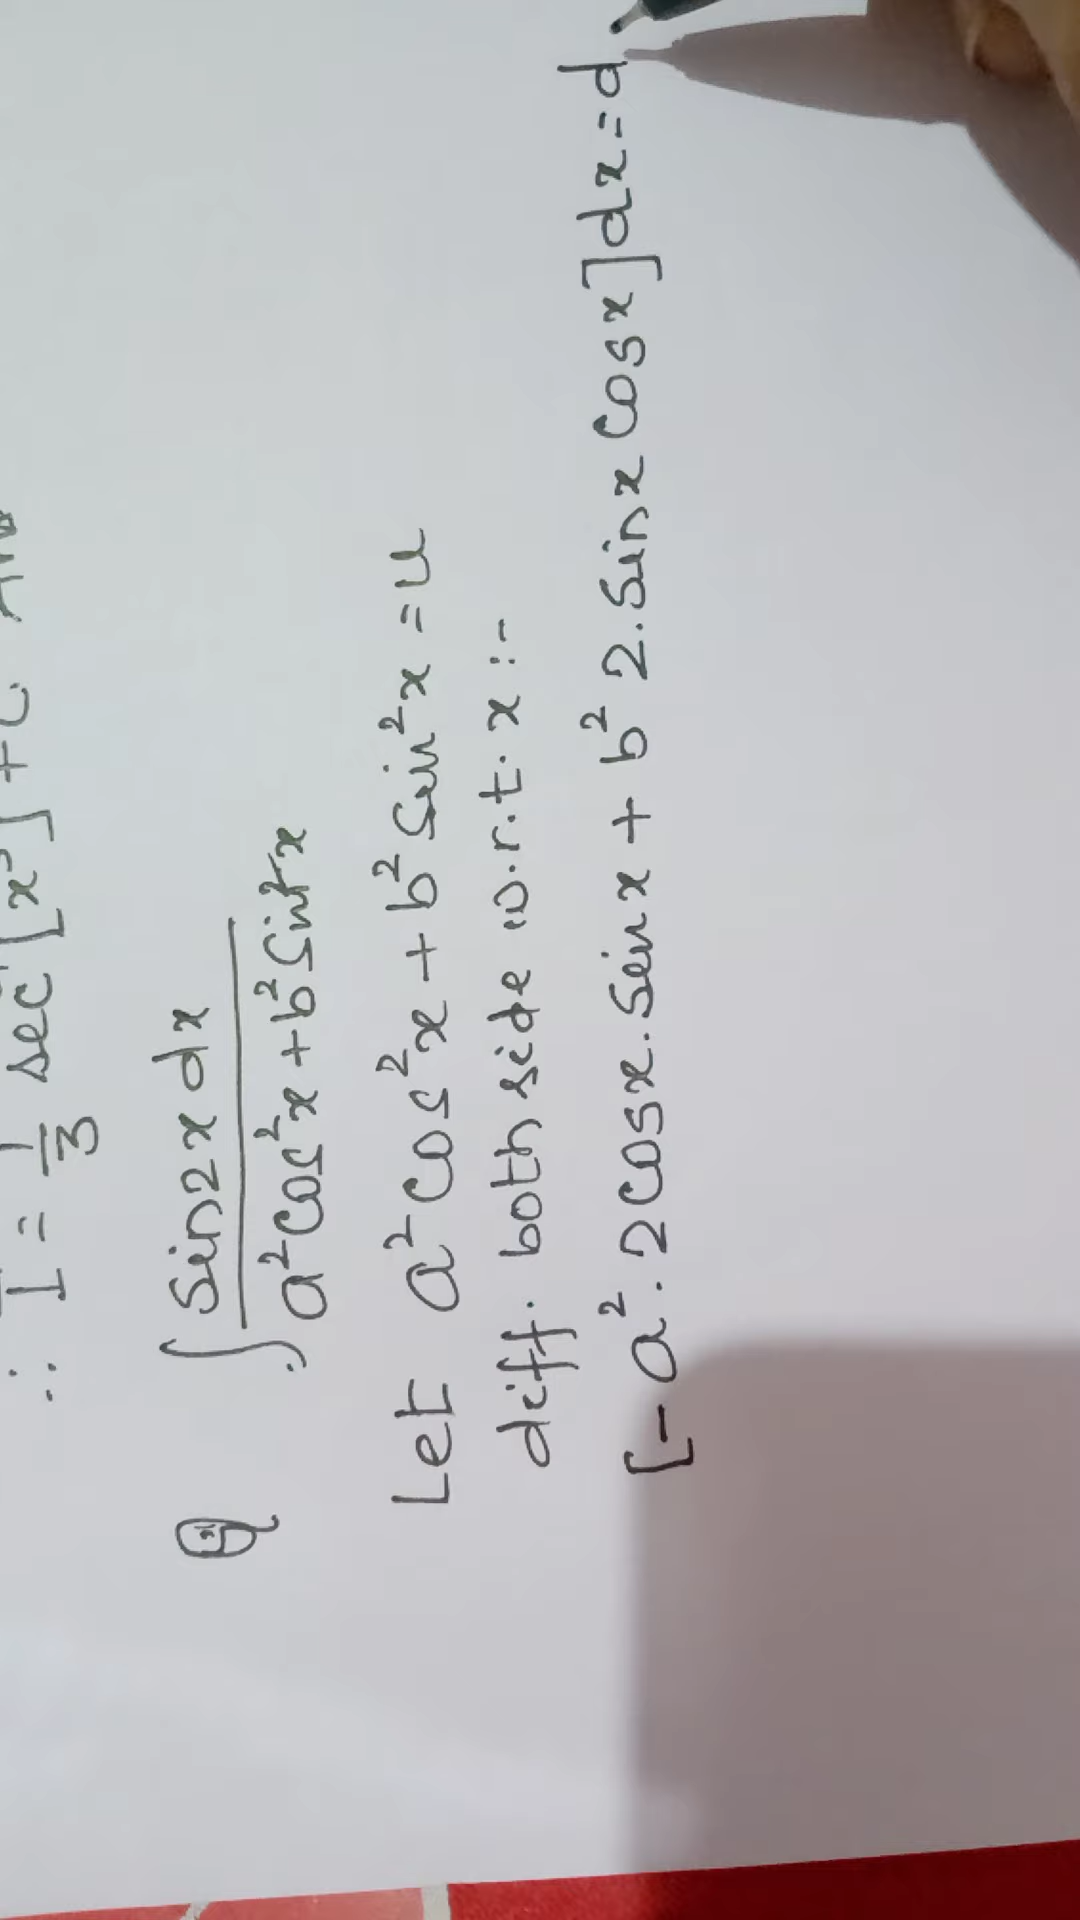 ∴ I = 1/3 sec⁻¹[x³] + C.
Q ∫ Sin2x dx / a²Cos²x + b²Sin²x
Let a²Cos²x + b²Sin²x = u
diff. both side w.r.t. x :-
[- a². 2Cosx. Sinx + b² 2. Sinx Cosx] dx = d